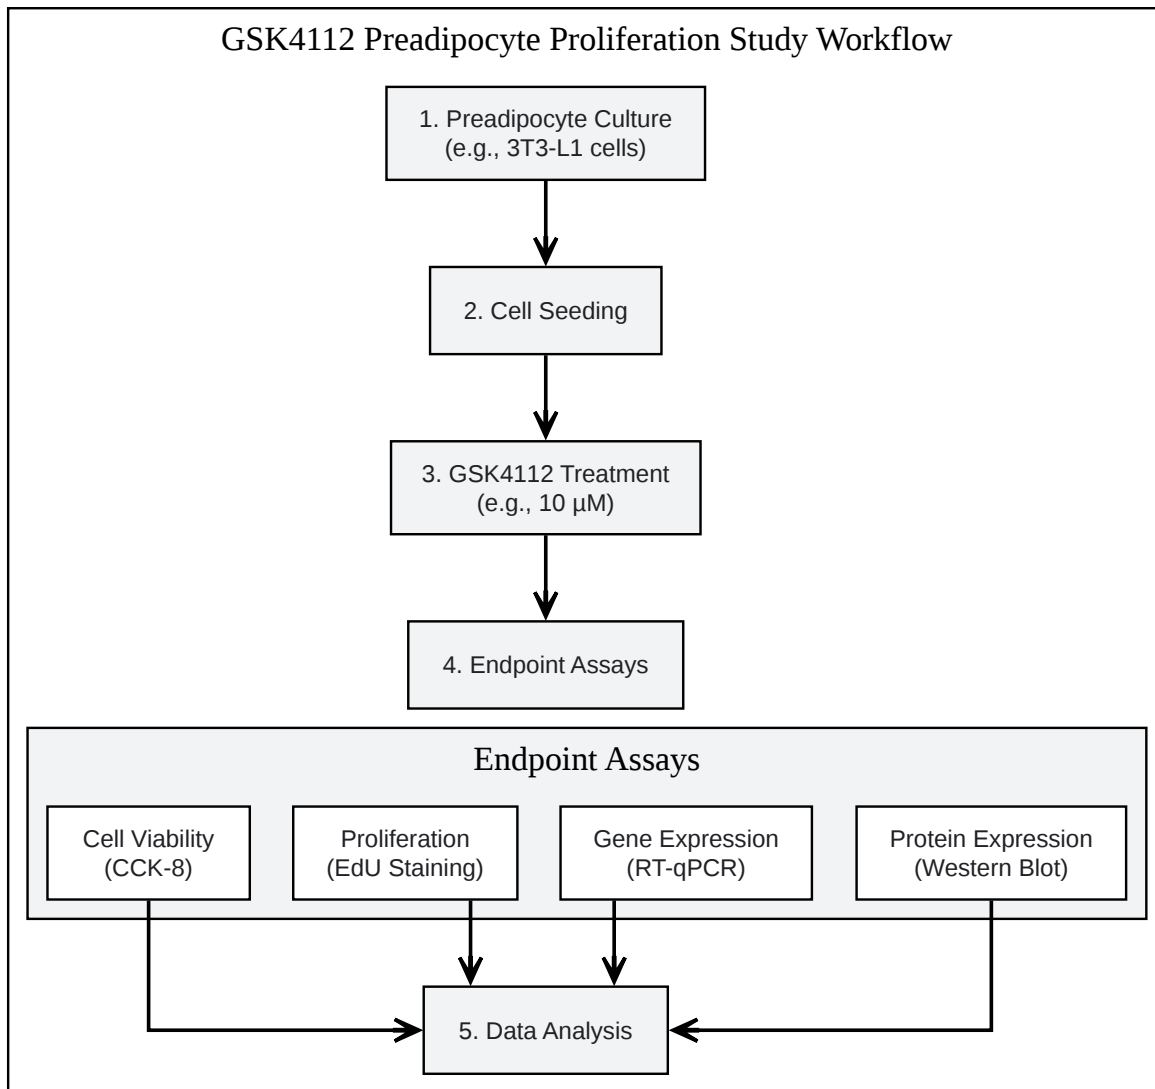 GSK4112 Preadipocyte Proliferation Study Workflow
1. Preadipocyte Culture
(e.g., 3T3-L1 cells)
2. Cell Seeding
3. GSK4112 Treatment
(e.g., 10 µM)
4. Endpoint Assays
Endpoint Assays
Cell Viability
(CCK-8)
Proliferation
(EdU Staining)
Gene Expression
(RT-qPCR)
Protein Expression
(Western Blot)
5. Data Analysis